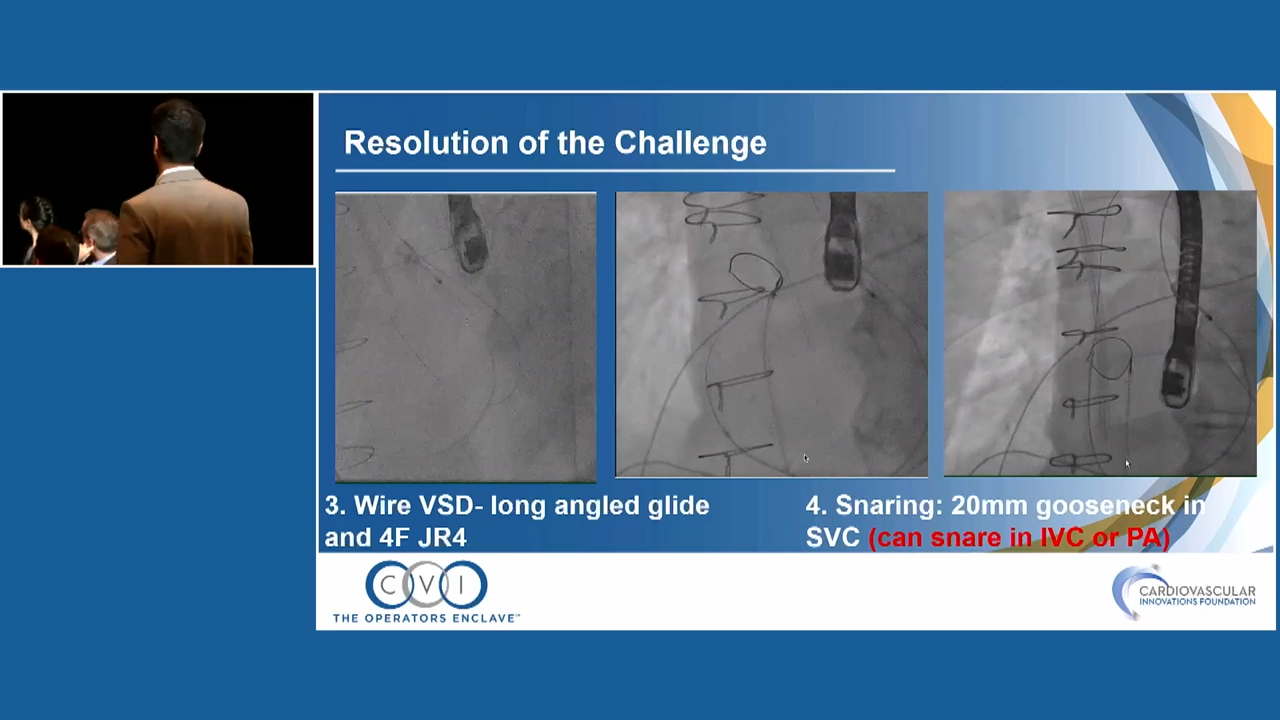 Resolution of the Challenge
3. Wire VSD- long angled glide
and 4F JR4
4. Snaring: 20mm gooseneck in
SVC (can snare in IVC or PA)
CVI
THE OPERATORS ENCLAVE™
CARDIOVASCULAR
INNOVATIONS FOUNDATION